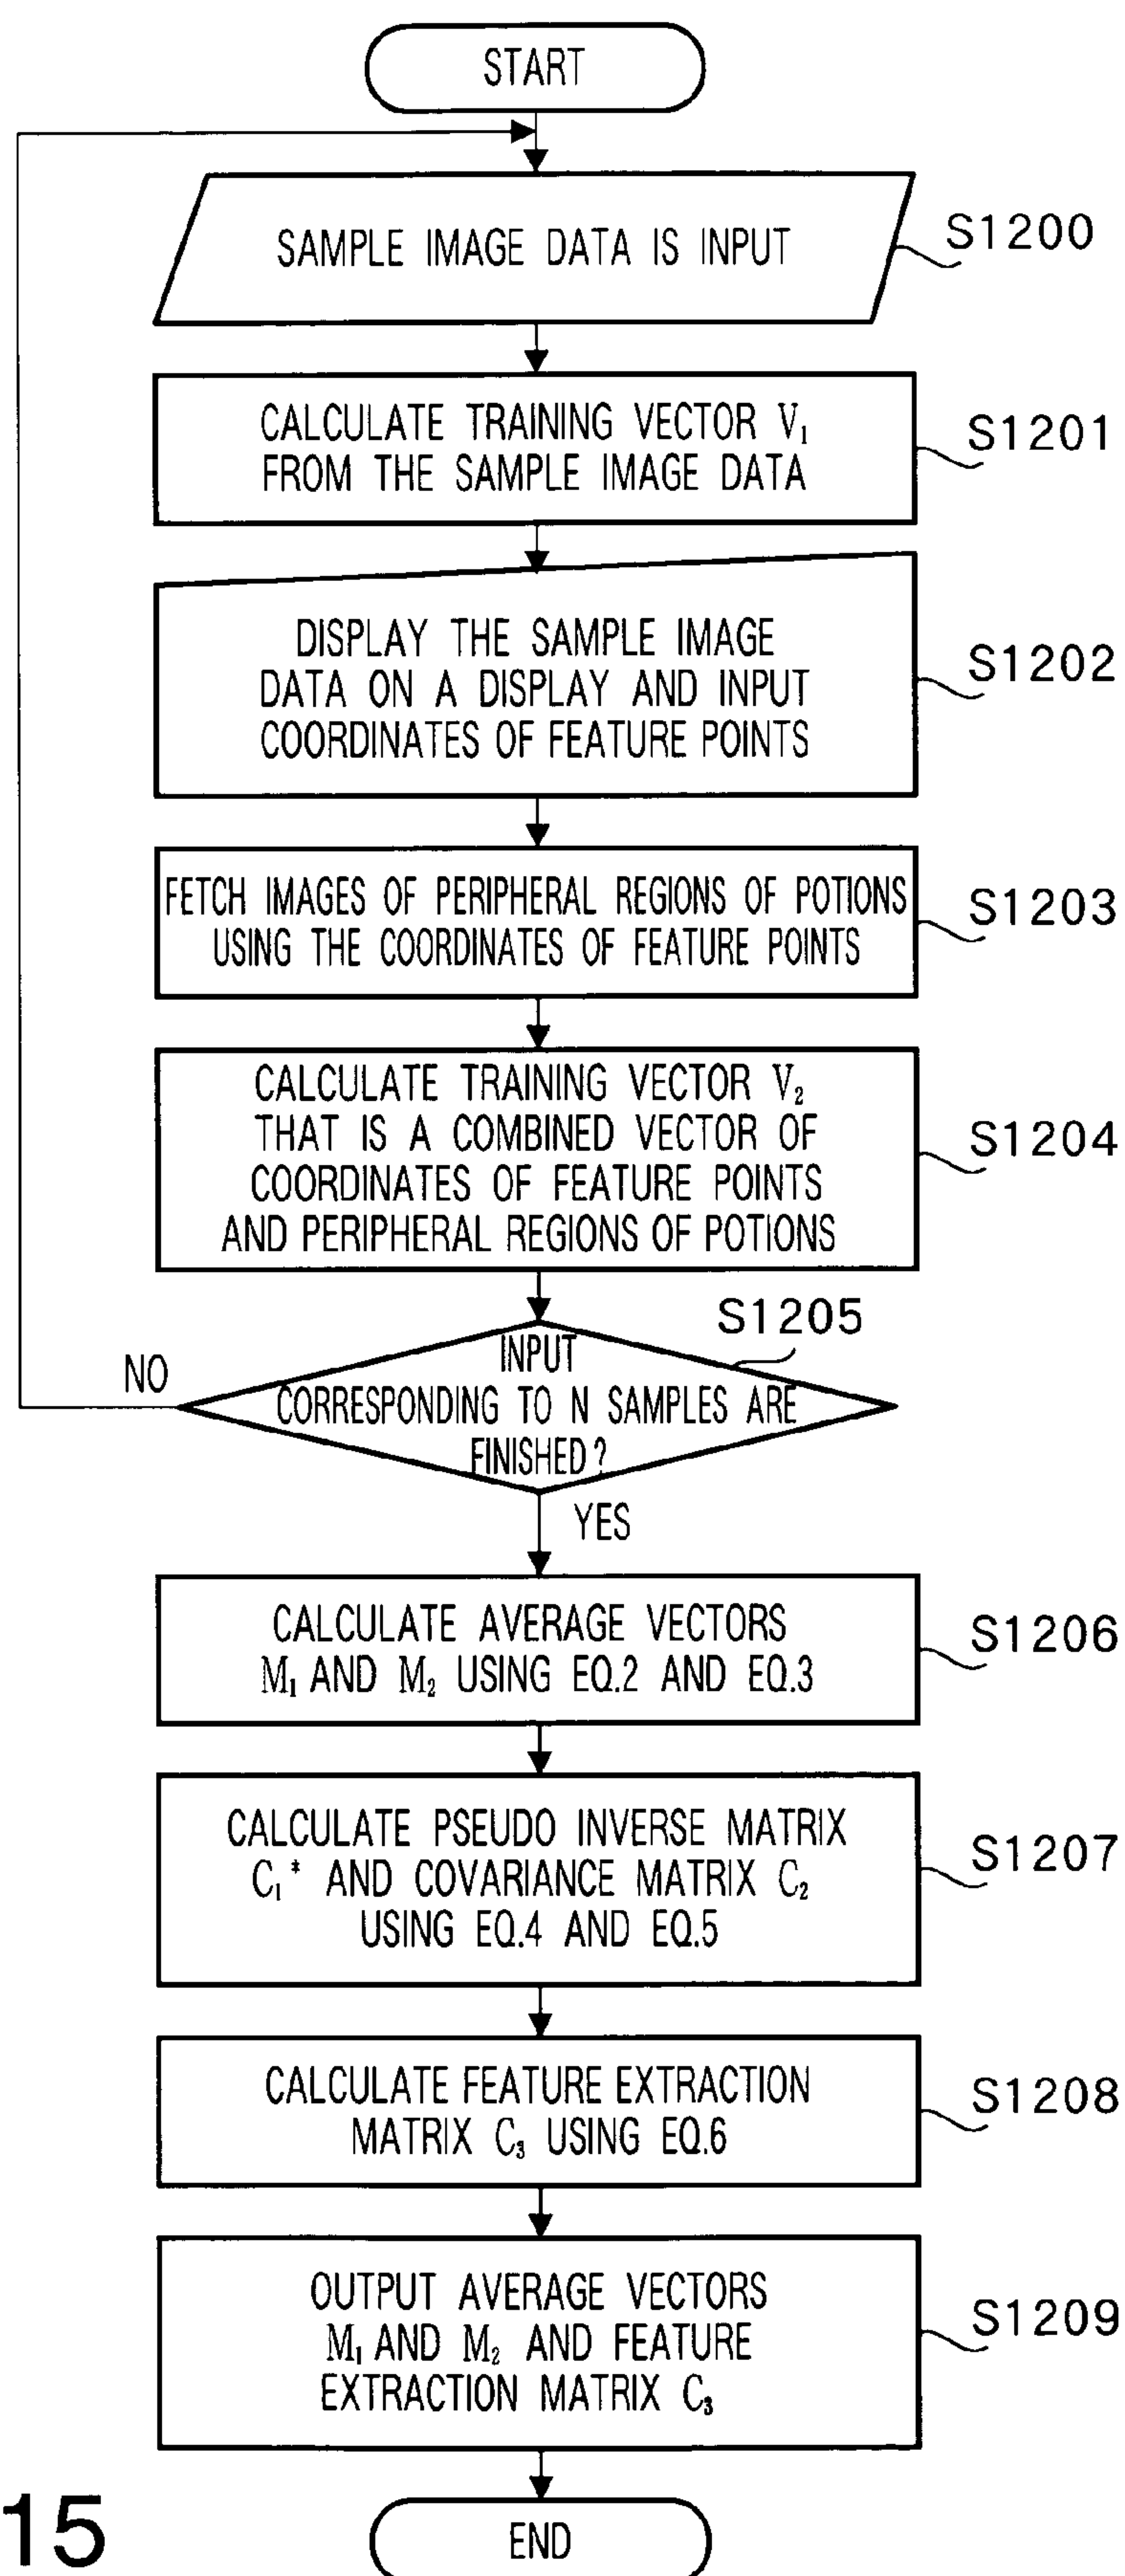 START
SAMPLE IMAGE DATA IS INPUT
S1200
CALCULATE TRAINING VECTOR V₁
FROM THE SAMPLE IMAGE DATA
S1201
DISPLAY THE SAMPLE IMAGE
DATA ON A DISPLAY AND INPUT
COORDINATES OF FEATURE POINTS
S1202
FETCH IMAGES OF PERIPHERAL REGIONS OF POTIONS
USING THE COORDINATES OF FEATURE POINTS
S1203
CALCULATE TRAINING VECTOR V₂
THAT IS A COMBINED VECTOR OF
COORDINATES OF FEATURE POINTS
AND PERIPHERAL REGIONS OF POTIONS
S1204
S1205
INPUT
CORRESPONDING TO N SAMPLES ARE
FINISHED?
NO
YES
CALCULATE AVERAGE VECTORS
M₁ AND M₂ USING EQ.2 AND EQ.3
S1206
CALCULATE PSEUDO INVERSE MATRIX
C₁* AND COVARIANCE MATRIX C₂
USING EQ.4 AND EQ.5
S1207
CALCULATE FEATURE EXTRACTION
MATRIX C₃ USING EQ.6
S1208
OUTPUT AVERAGE VECTORS
M₁ AND M₂ AND FEATURE
EXTRACTION MATRIX C₃
S1209
END
15